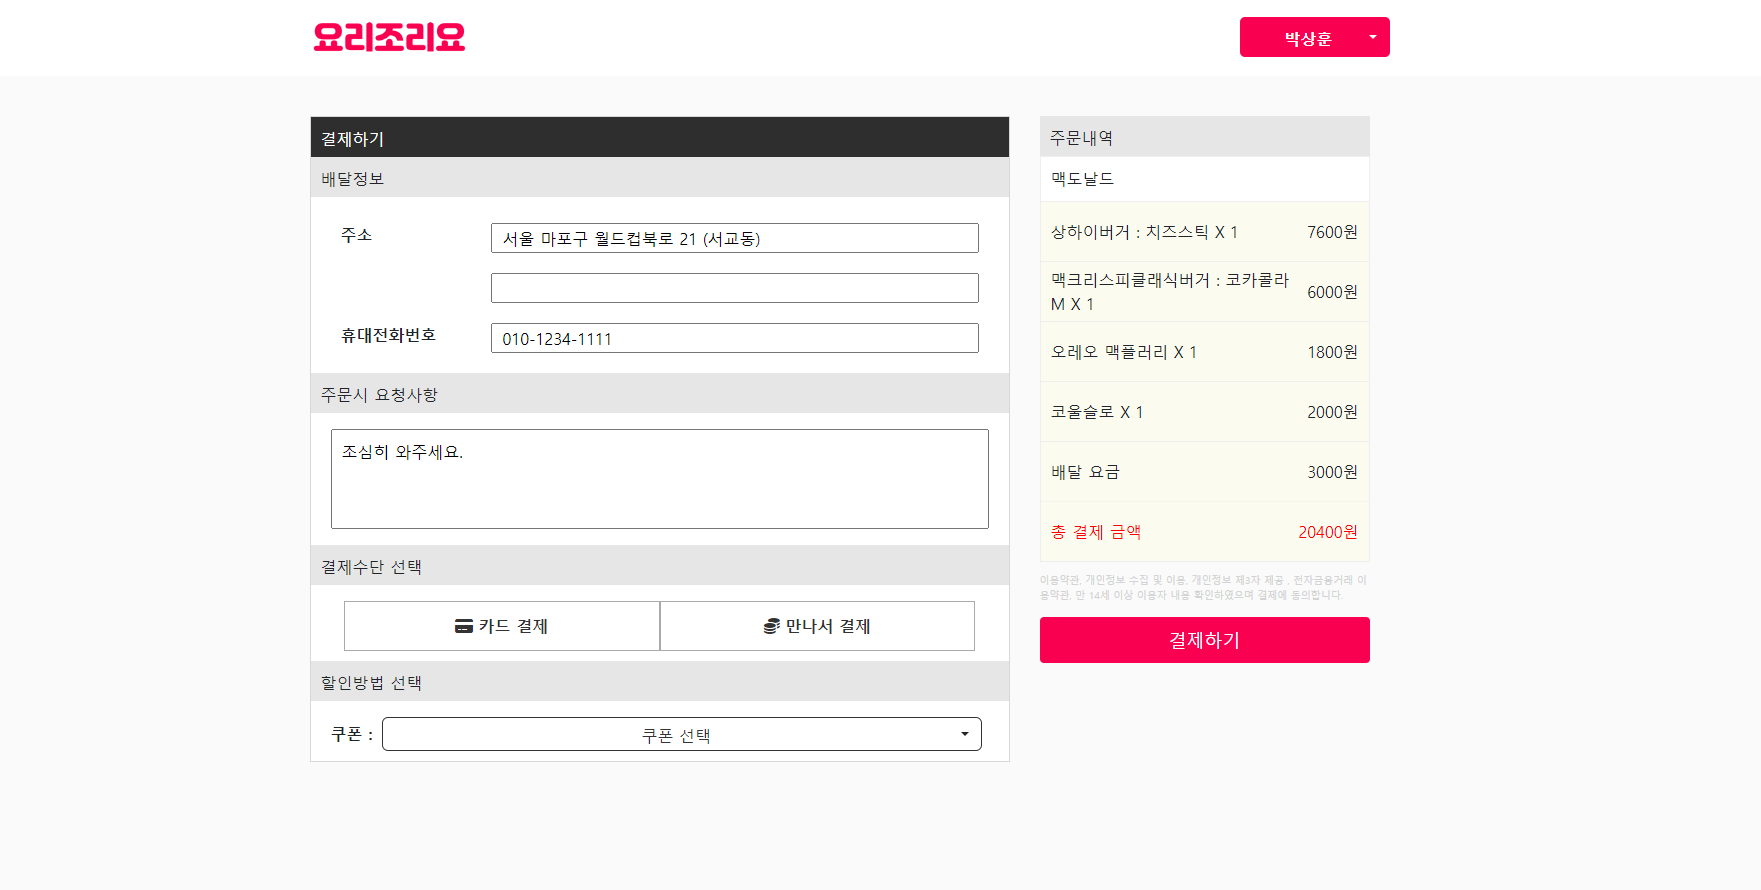 요리조리요
박상훈
결제하기
배달정보
주소
서울 마포구 월드컵북로 21 (서교동)
휴대전화번호
010-1234-1111
주문시 요청사항
조심히 와주세요.
결제수단 선택
카드 결제
만나서 결제
할인방법 선택
쿠폰 :
쿠폰 선택
주문내역
맥도날드
상하이버거 : 치즈스틱 X 1
7600원
맥크리스피클래식버거 : 코카콜라
M X 1
6000원
오레오 맥플러리 X 1
1800원
코울슬로 X 1
2000원
배달 요금
3000원
총 결제 금액
20400원
이용약관, 개인정보 수집 및 이용, 개인정보 제3자 제공 , 전자금융거래 이
용약관, 만 14세 이상 이용자 내용 확인하였으며 결제에 동의합니다.
결제하기